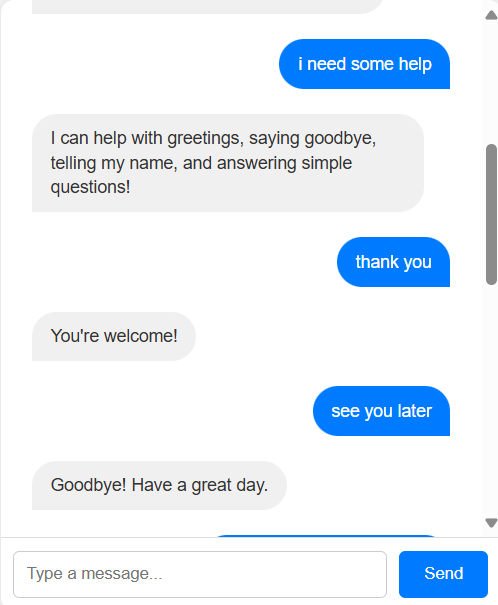 i need some help
I can help with greetings, saying goodbye,
telling my name, and answering simple
questions!
thank you
You're welcome!
see you later
Goodbye! Have a great day.
Type a message...
Send